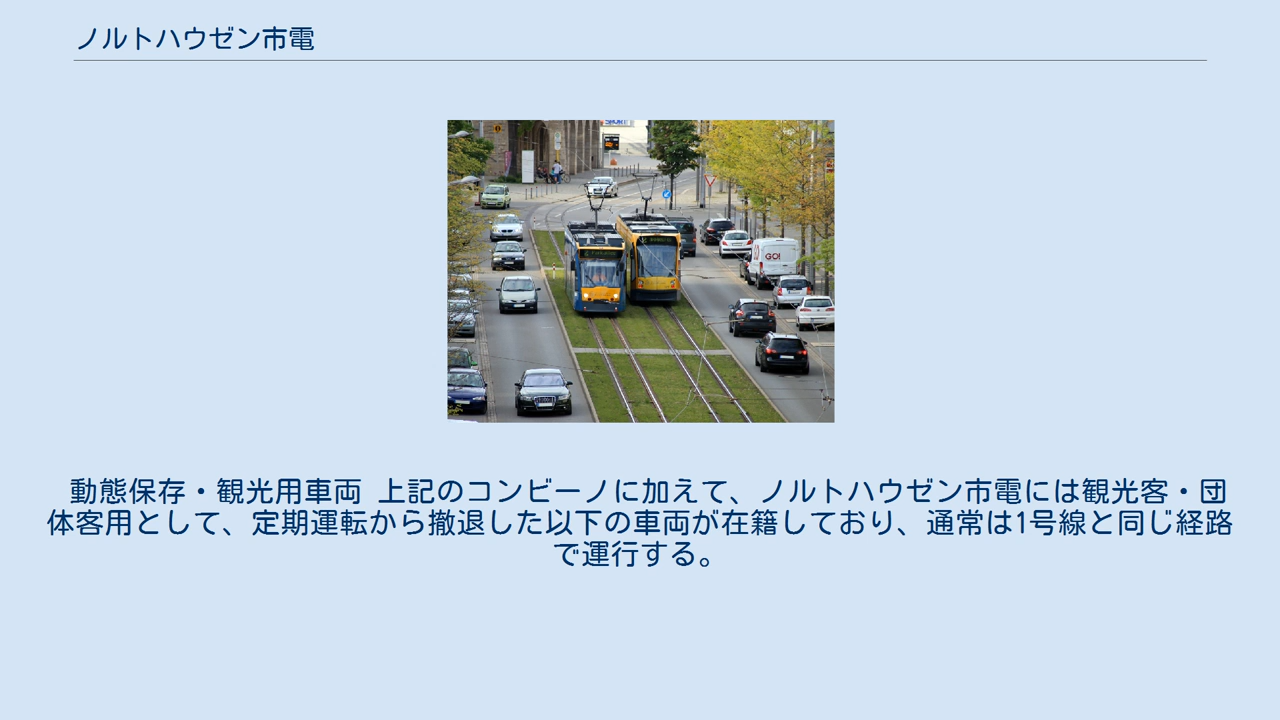 ノルトハウゼン市電
GO!
動態保存・観光用車両 上記のコンビーノに加えて、ノルトハウゼン市電には観光客・団
体客用として、定期運転から撤退した以下の車両が在籍しており、通常は1号線と同じ経路
で運行する。